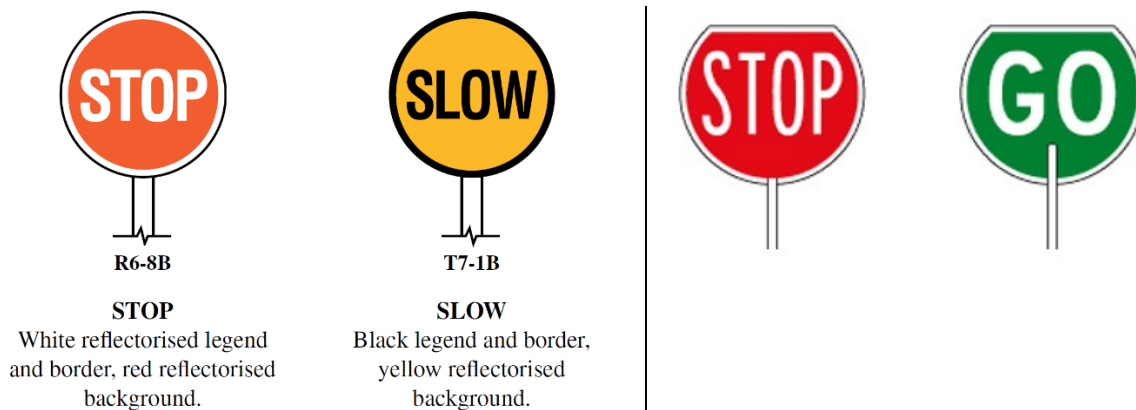 STOP
SLOW
STOP
GO
R6-8B
T7-1B
STOP
White reflectorised legend
and border, red reflectorised
background.
SLOW
Black legend and border,
yellow reflectorised
background.